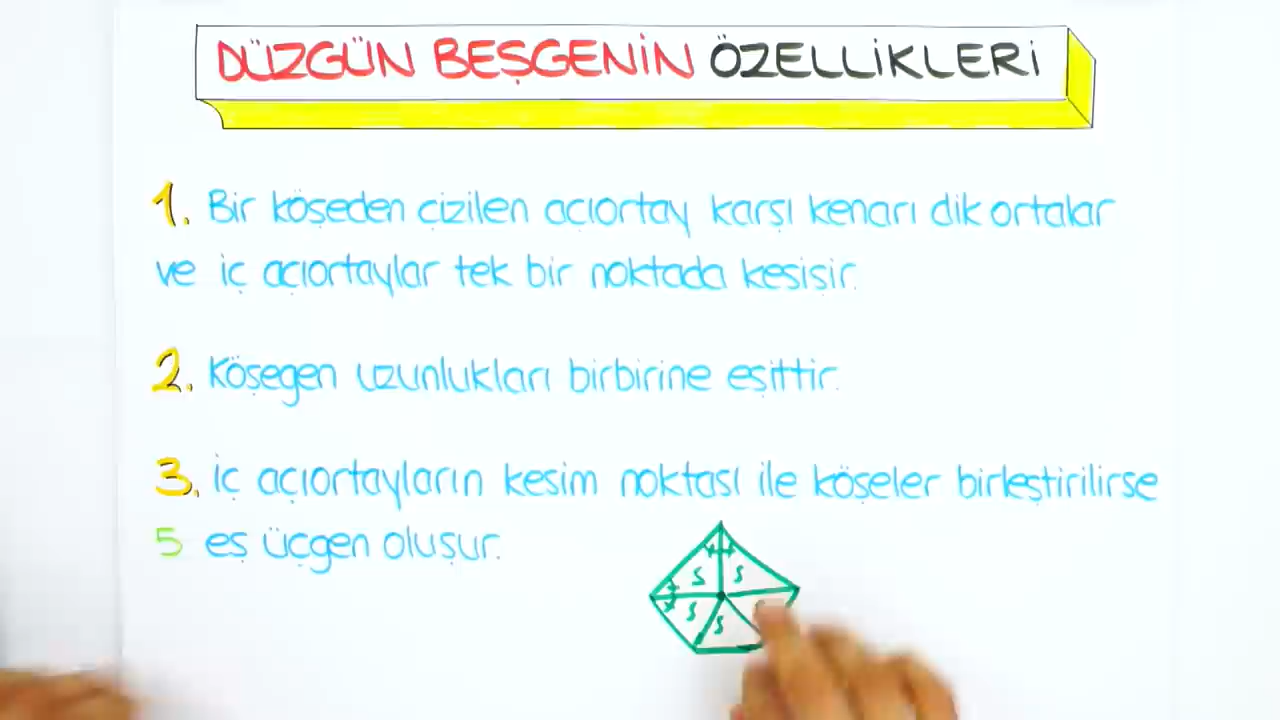 DÜZGÜN BEŞGENİN ÖZELLİKLERİ
1. Bir köşeden çizilen açıortay karşı kenarı dik ortalar
ve iç açıortaylar tek bir noktada kesişir.
2. Köşegen uzunlukları birbirine eşittir.
3. İç açıortayların kesim noktası ile köşeler birleştirilirse
5 eş üçgen oluşur.
S S
S S